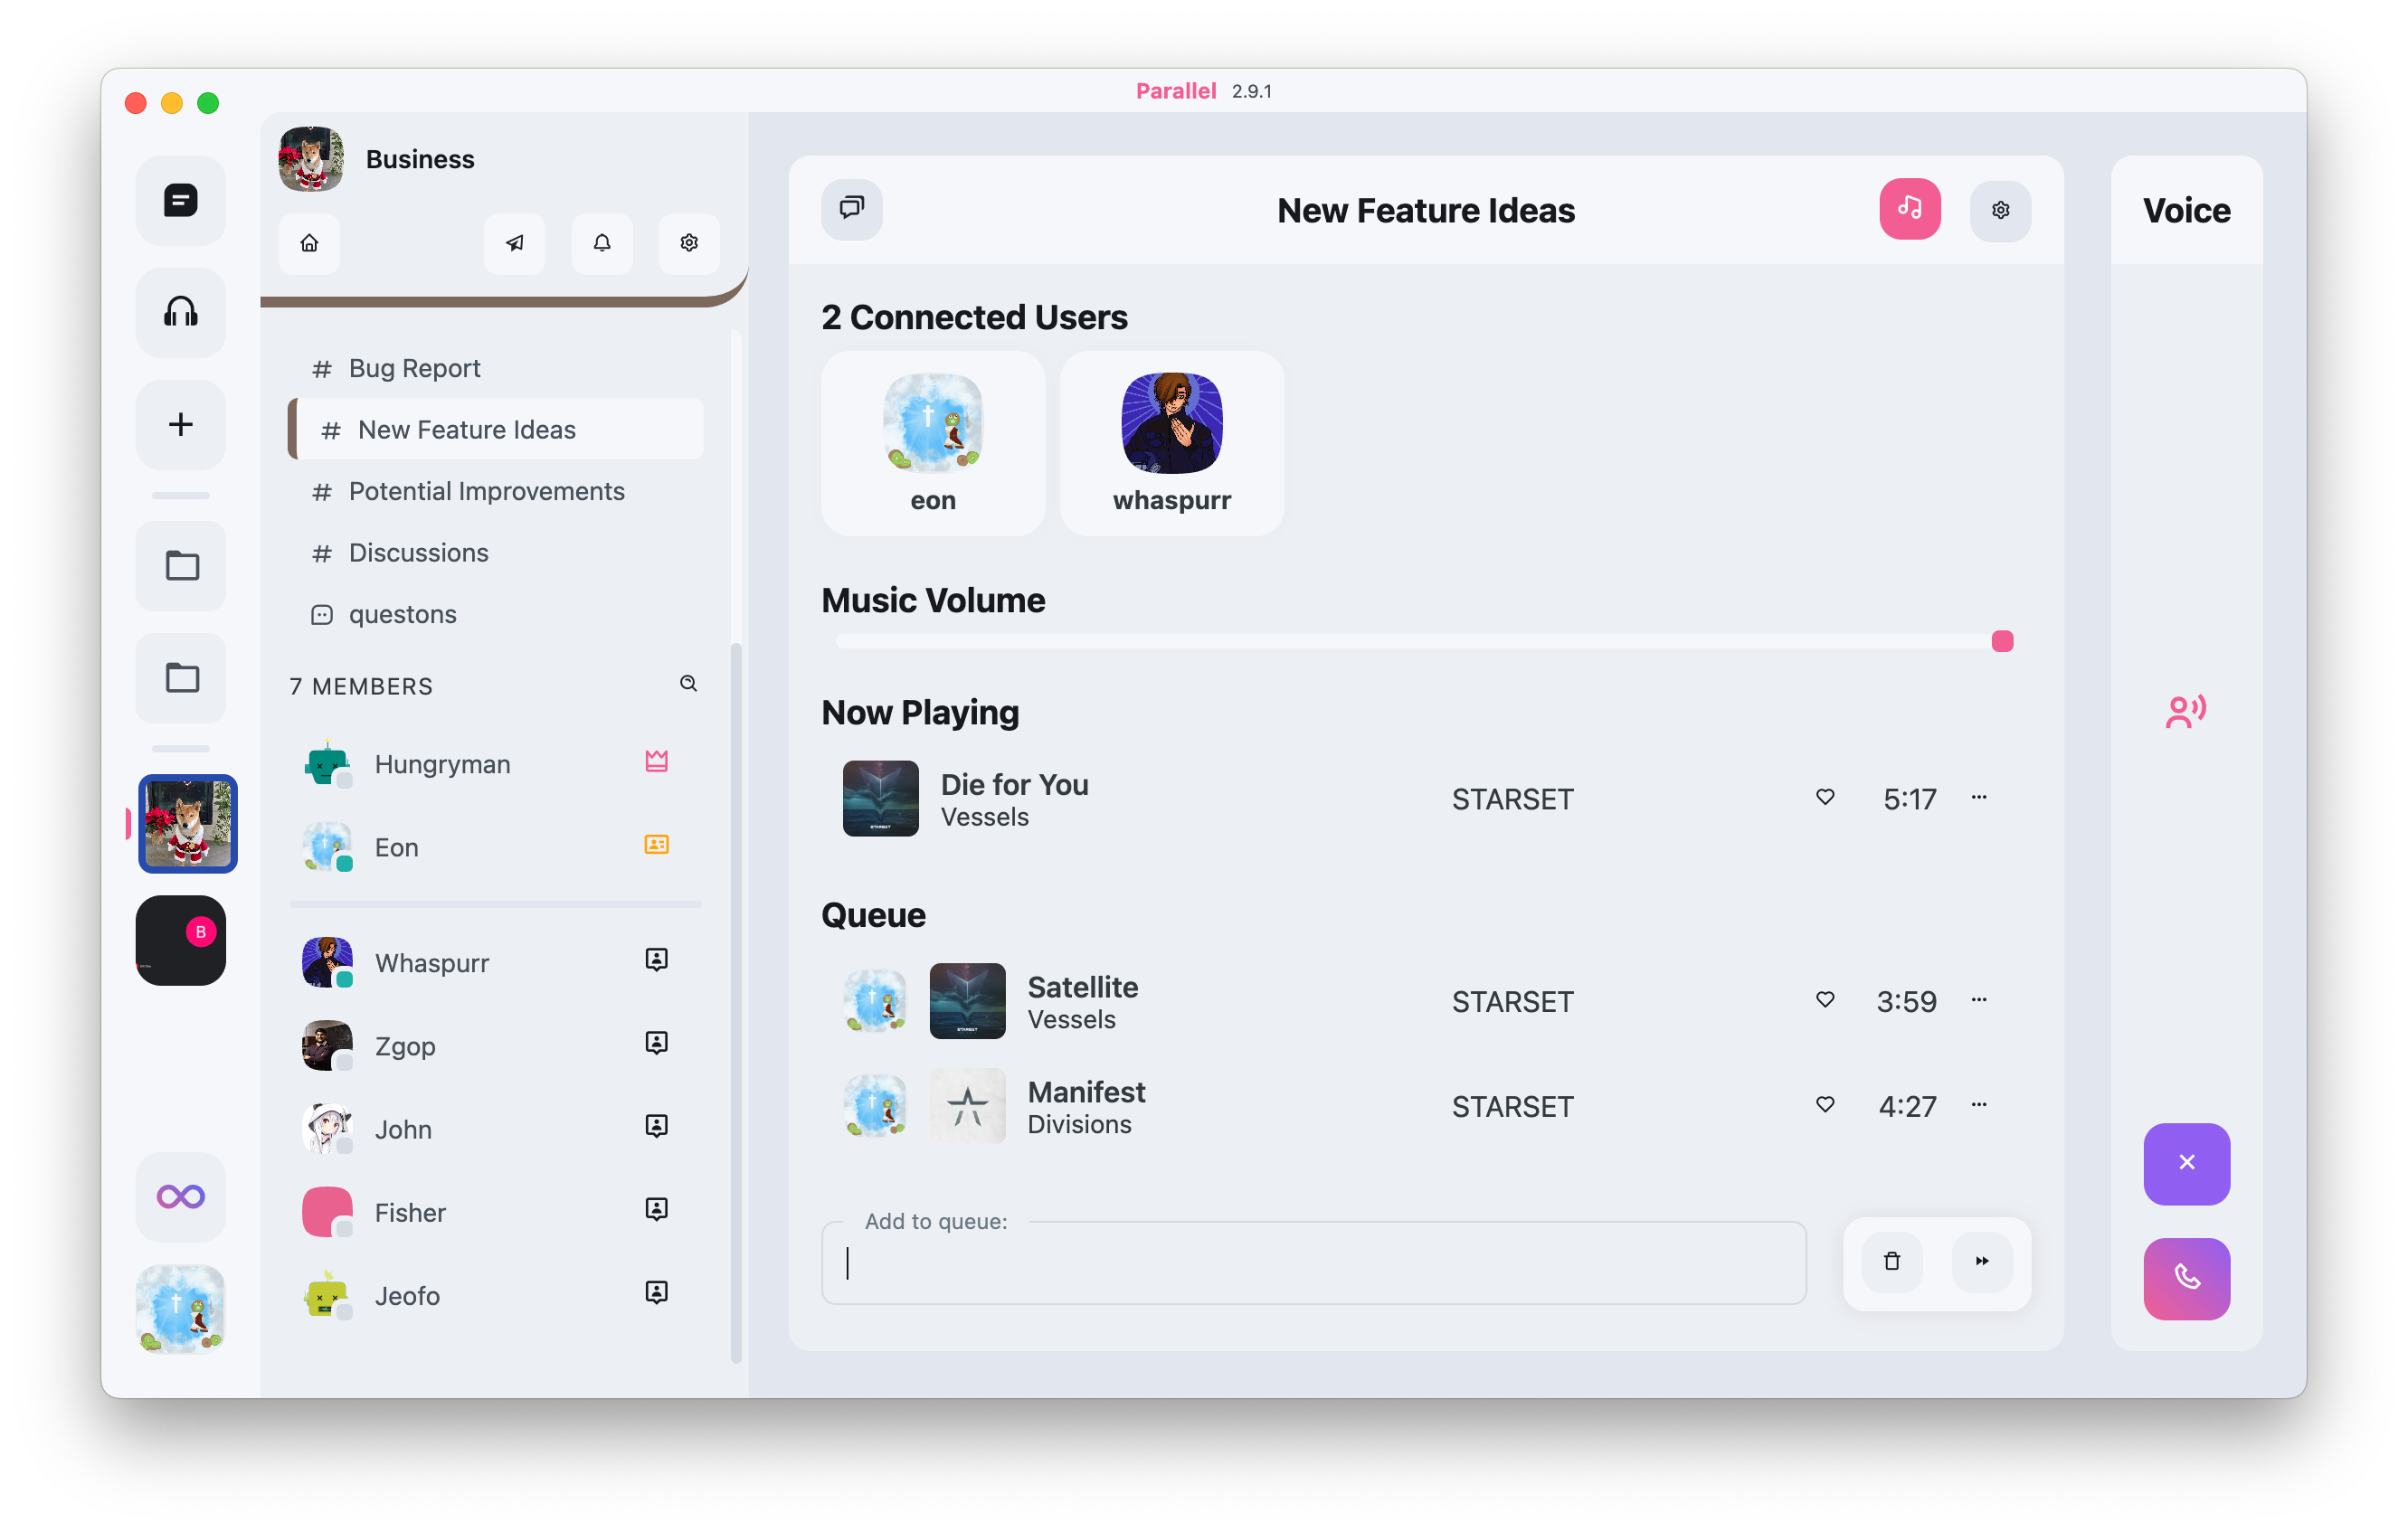 Parallel 2.9.1
Business
# Bug Report
# New Feature Ideas
# Potential Improvements
# Discussions
questons
7 MEMBERS
Hungryman
Eon
Whaspurr
Zgop
John
Fisher
Jeofo
B
New Feature Ideas
2 Connected Users
eon
whaspurr
Music Volume
Now Playing
Die for You
Vessels
STARSET
5:17
Queue
STARSET
Satellite
Vessels
STARSET
3:59
Manifest
Divisions
STARSET
4:27
Add to queue:
Voice